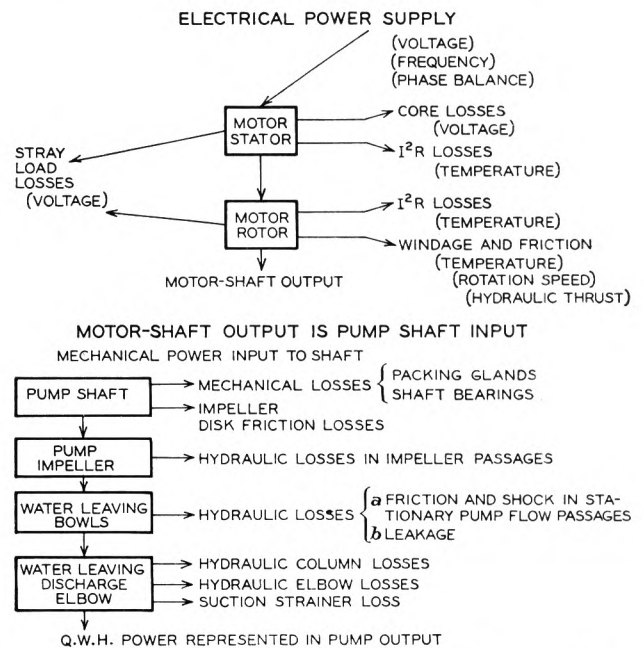 ELECTRICAL POWER SUPPLY
(VOLTAGE)
(FREQUENCY)
(PHASE BALANCE)
MOTOR
STATOR
CORE LOSSES
(VOLTAGE)
I²R LOSSES
(TEMPERATURE)
STRAY
LOAD
LOSSES
(VOLTAGE)
MOTOR
ROTOR
I²R LOSSES
(TEMPERATURE)
WINDAGE AND FRICTION
(TEMPERATURE)
(ROTATION SPEED)
(HYDRAULIC THRUST)
MOTOR-SHAFT OUTPUT
MOTOR-SHAFT OUTPUT IS PUMP SHAFT INPUT
MECHANICAL POWER INPUT TO SHAFT
PUMP SHAFT
MECHANICAL LOSSES
PACKING GLANDS
SHAFT BEARINGS
IMPELLER
DISK FRICTION LOSSES
PUMP
IMPELLER
HYDRAULIC LOSSES IN IMPELLER PASSAGES
WATER LEAVING
BOWLS
HYDRAULIC LOSSES
a FRICTION AND SHOCK IN STA-
TIONARY PUMP FLOW PASSAGES
b LEAKAGE
WATER LEAVING
DISCHARGE
ELBOW
HYDRAULIC COLUMN LOSSES
HYDRAULIC ELBOW LOSSES
SUCTION STRAINER LOSS
Q.W.H. POWER REPRESENTED IN PUMP OUTPUT